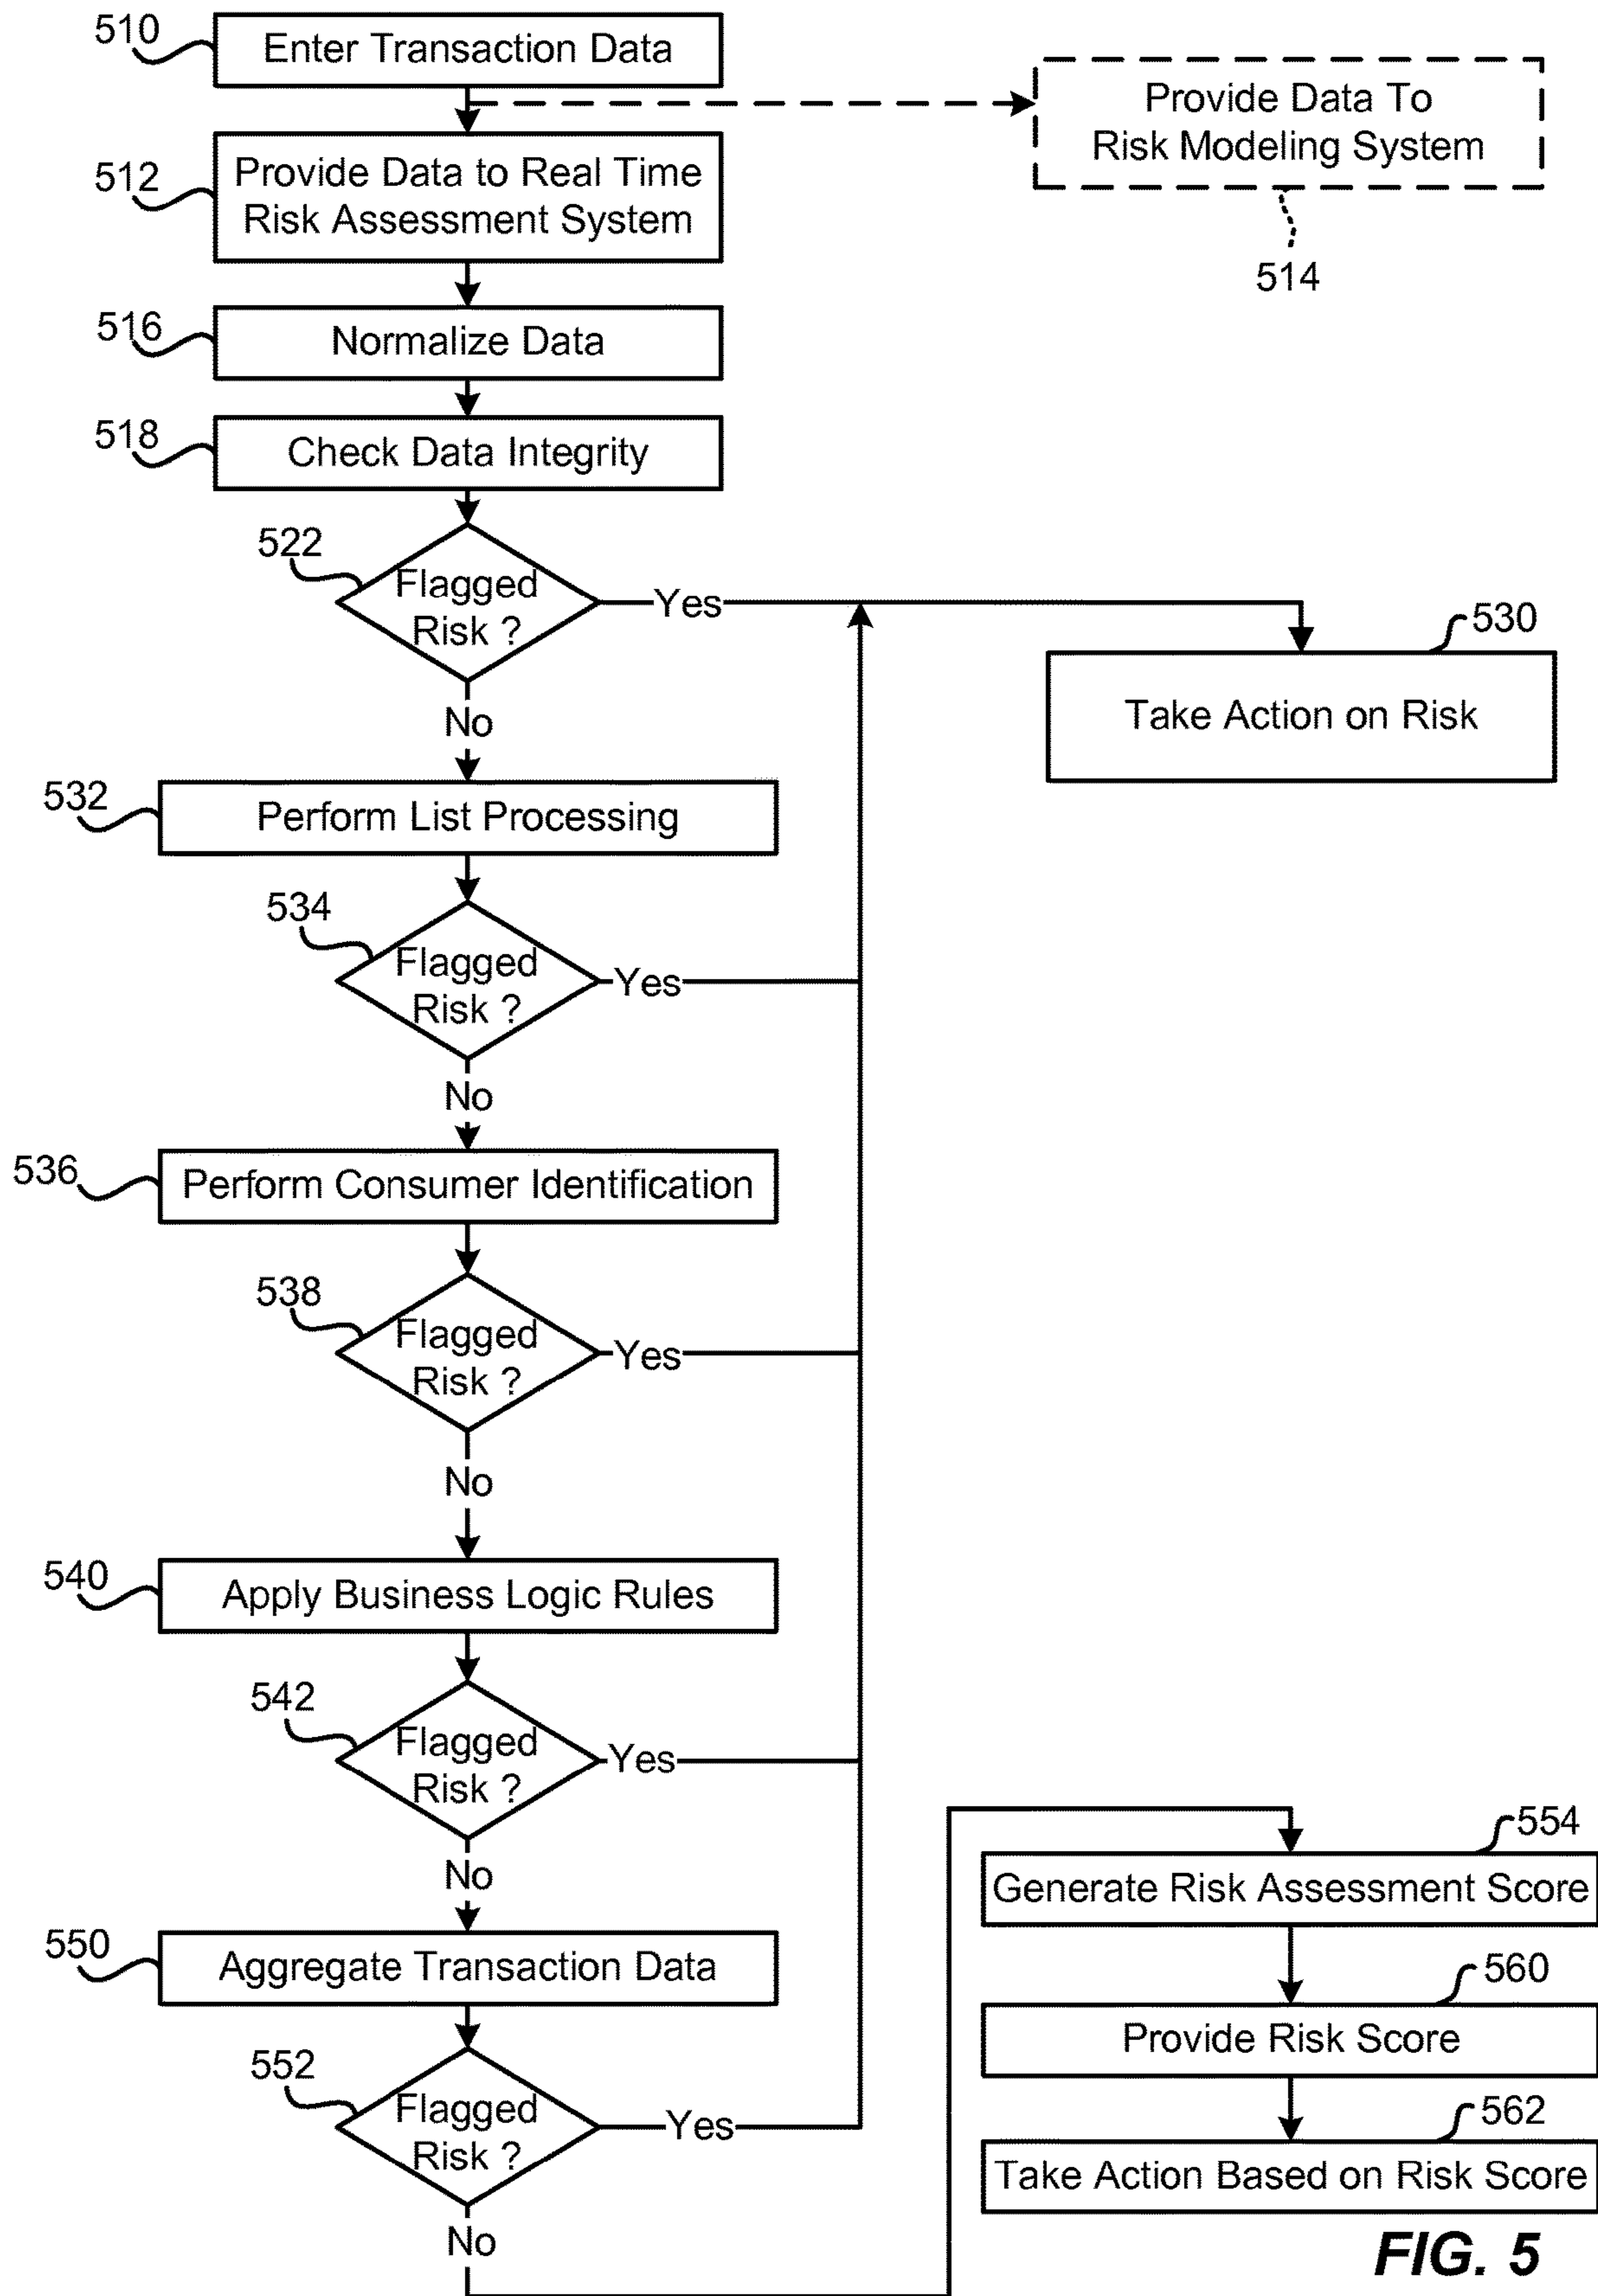 510
Enter Transaction Data
Provide Data To
Risk Modeling System
514
512
Provide Data to Real Time
Risk Assessment System
516
Normalize Data
518
Check Data Integrity
522
Flagged
Risk ?
Yes
No
530
Take Action on Risk
532
Perform List Processing
534
Flagged
Risk ?
Yes
No
536
Perform Consumer Identification
538
Flagged
Risk ?
Yes
No
540
Apply Business Logic Rules
542
Flagged
Risk ?
Yes
No
550
Aggregate Transaction Data
552
Flagged
Risk ?
Yes
No
554
Generate Risk Assessment Score
560
Provide Risk Score
562
Take Action Based on Risk Score
FIG. 5